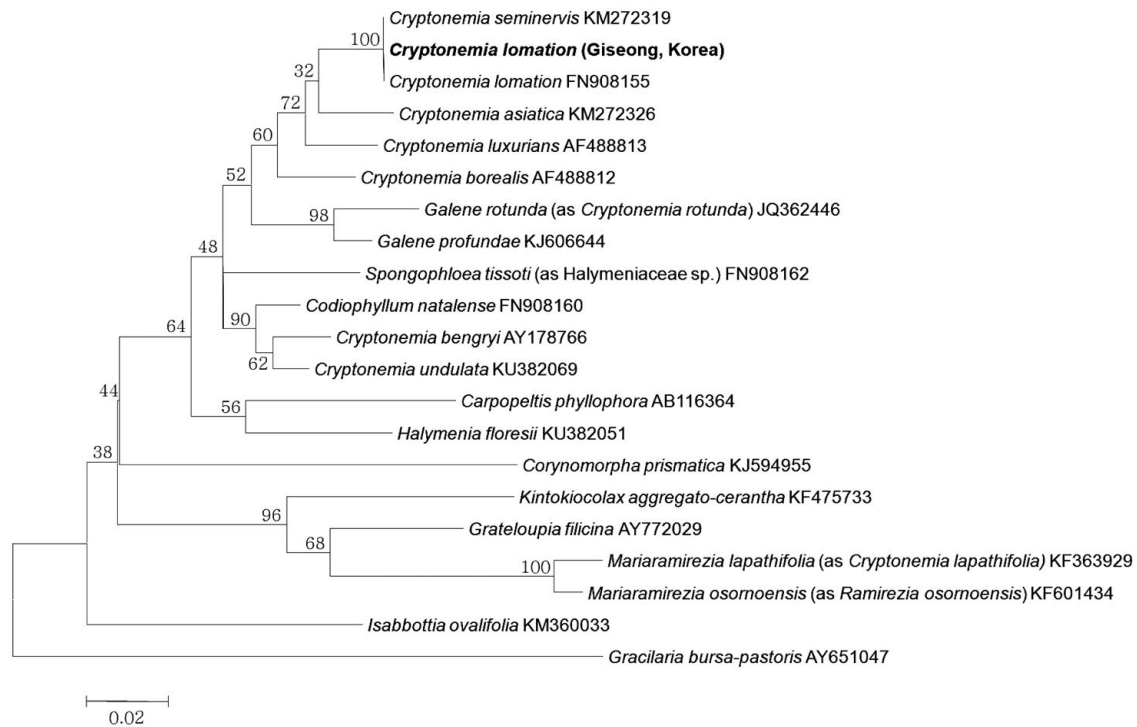 Cryptonemia seminervis KM272319
100
Cryptonemia lomation (Giseong, Korea)
32
Cryptonemia lomation FN908155
72
Cryptonemia asiatica KM272326
60
Cryptonemia luxurians AF488813
52
Cryptonemia borealis AF488812
98
Galene rotunda (as Cryptonemia rotunda) JQ362446
48
Galene profundae KJ606644
Spongophloea tissoti (as Halymeniaceae sp.) FN908162
Codiophyllum natalense FN908160
64
90
Cryptonemia bengryi AY178766
62
Cryptonemia undulata KU382069
44
56
Carpopeltis phyllophora AB116364
Halymenia floresii KU382051
38
Corynomorpha prismatica KJ594955
96
Kintokiocolax aggregato-cerantha KF475733
68
Grateloupia filicina AY772029
100
Mariaramirezia lapathifolia (as Cryptonemia lapathifolia) KF363929
Mariaramirezia osornoensis (as Ramirezia osornoensis) KF601434
Isabbottia ovalifolia KM360033
Gracilaria bursa-pastoris AY651047
0.02